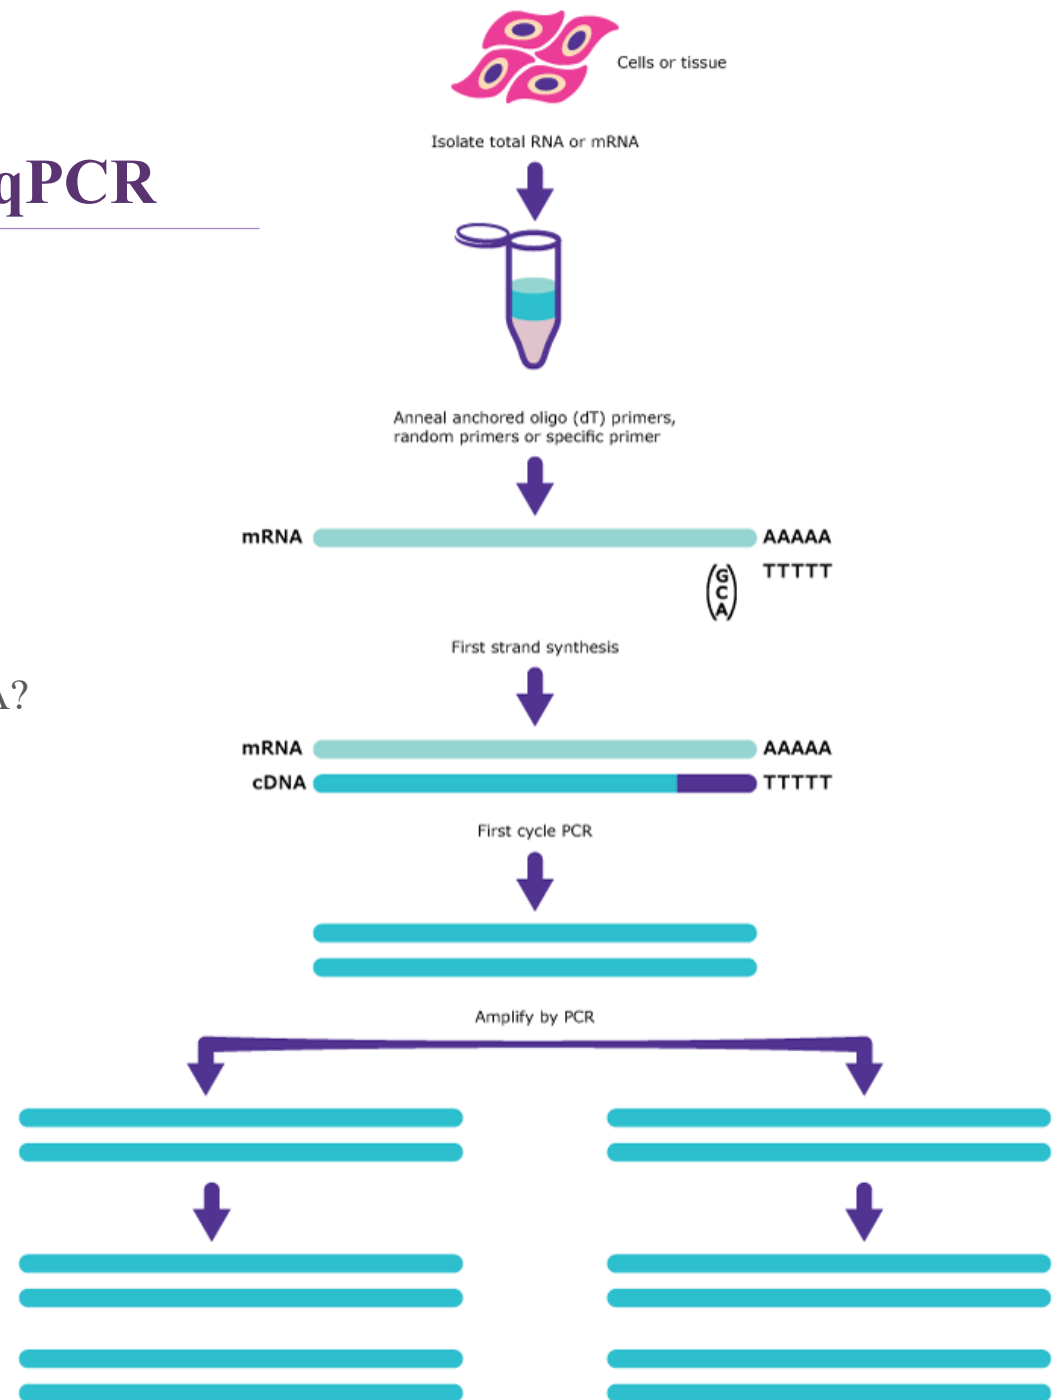 Cells or tissue
Isolate total RNA or mRNA
qPCR
Anneal anchored oligo (dT) primers,
random primers or specific primer
mRNA AAAAA
TTTTT
(G
C
A)
First strand synthesis
A?
mRNA AAAAA
cDNA TTTTT
First cycle PCR
Amplify by PCR